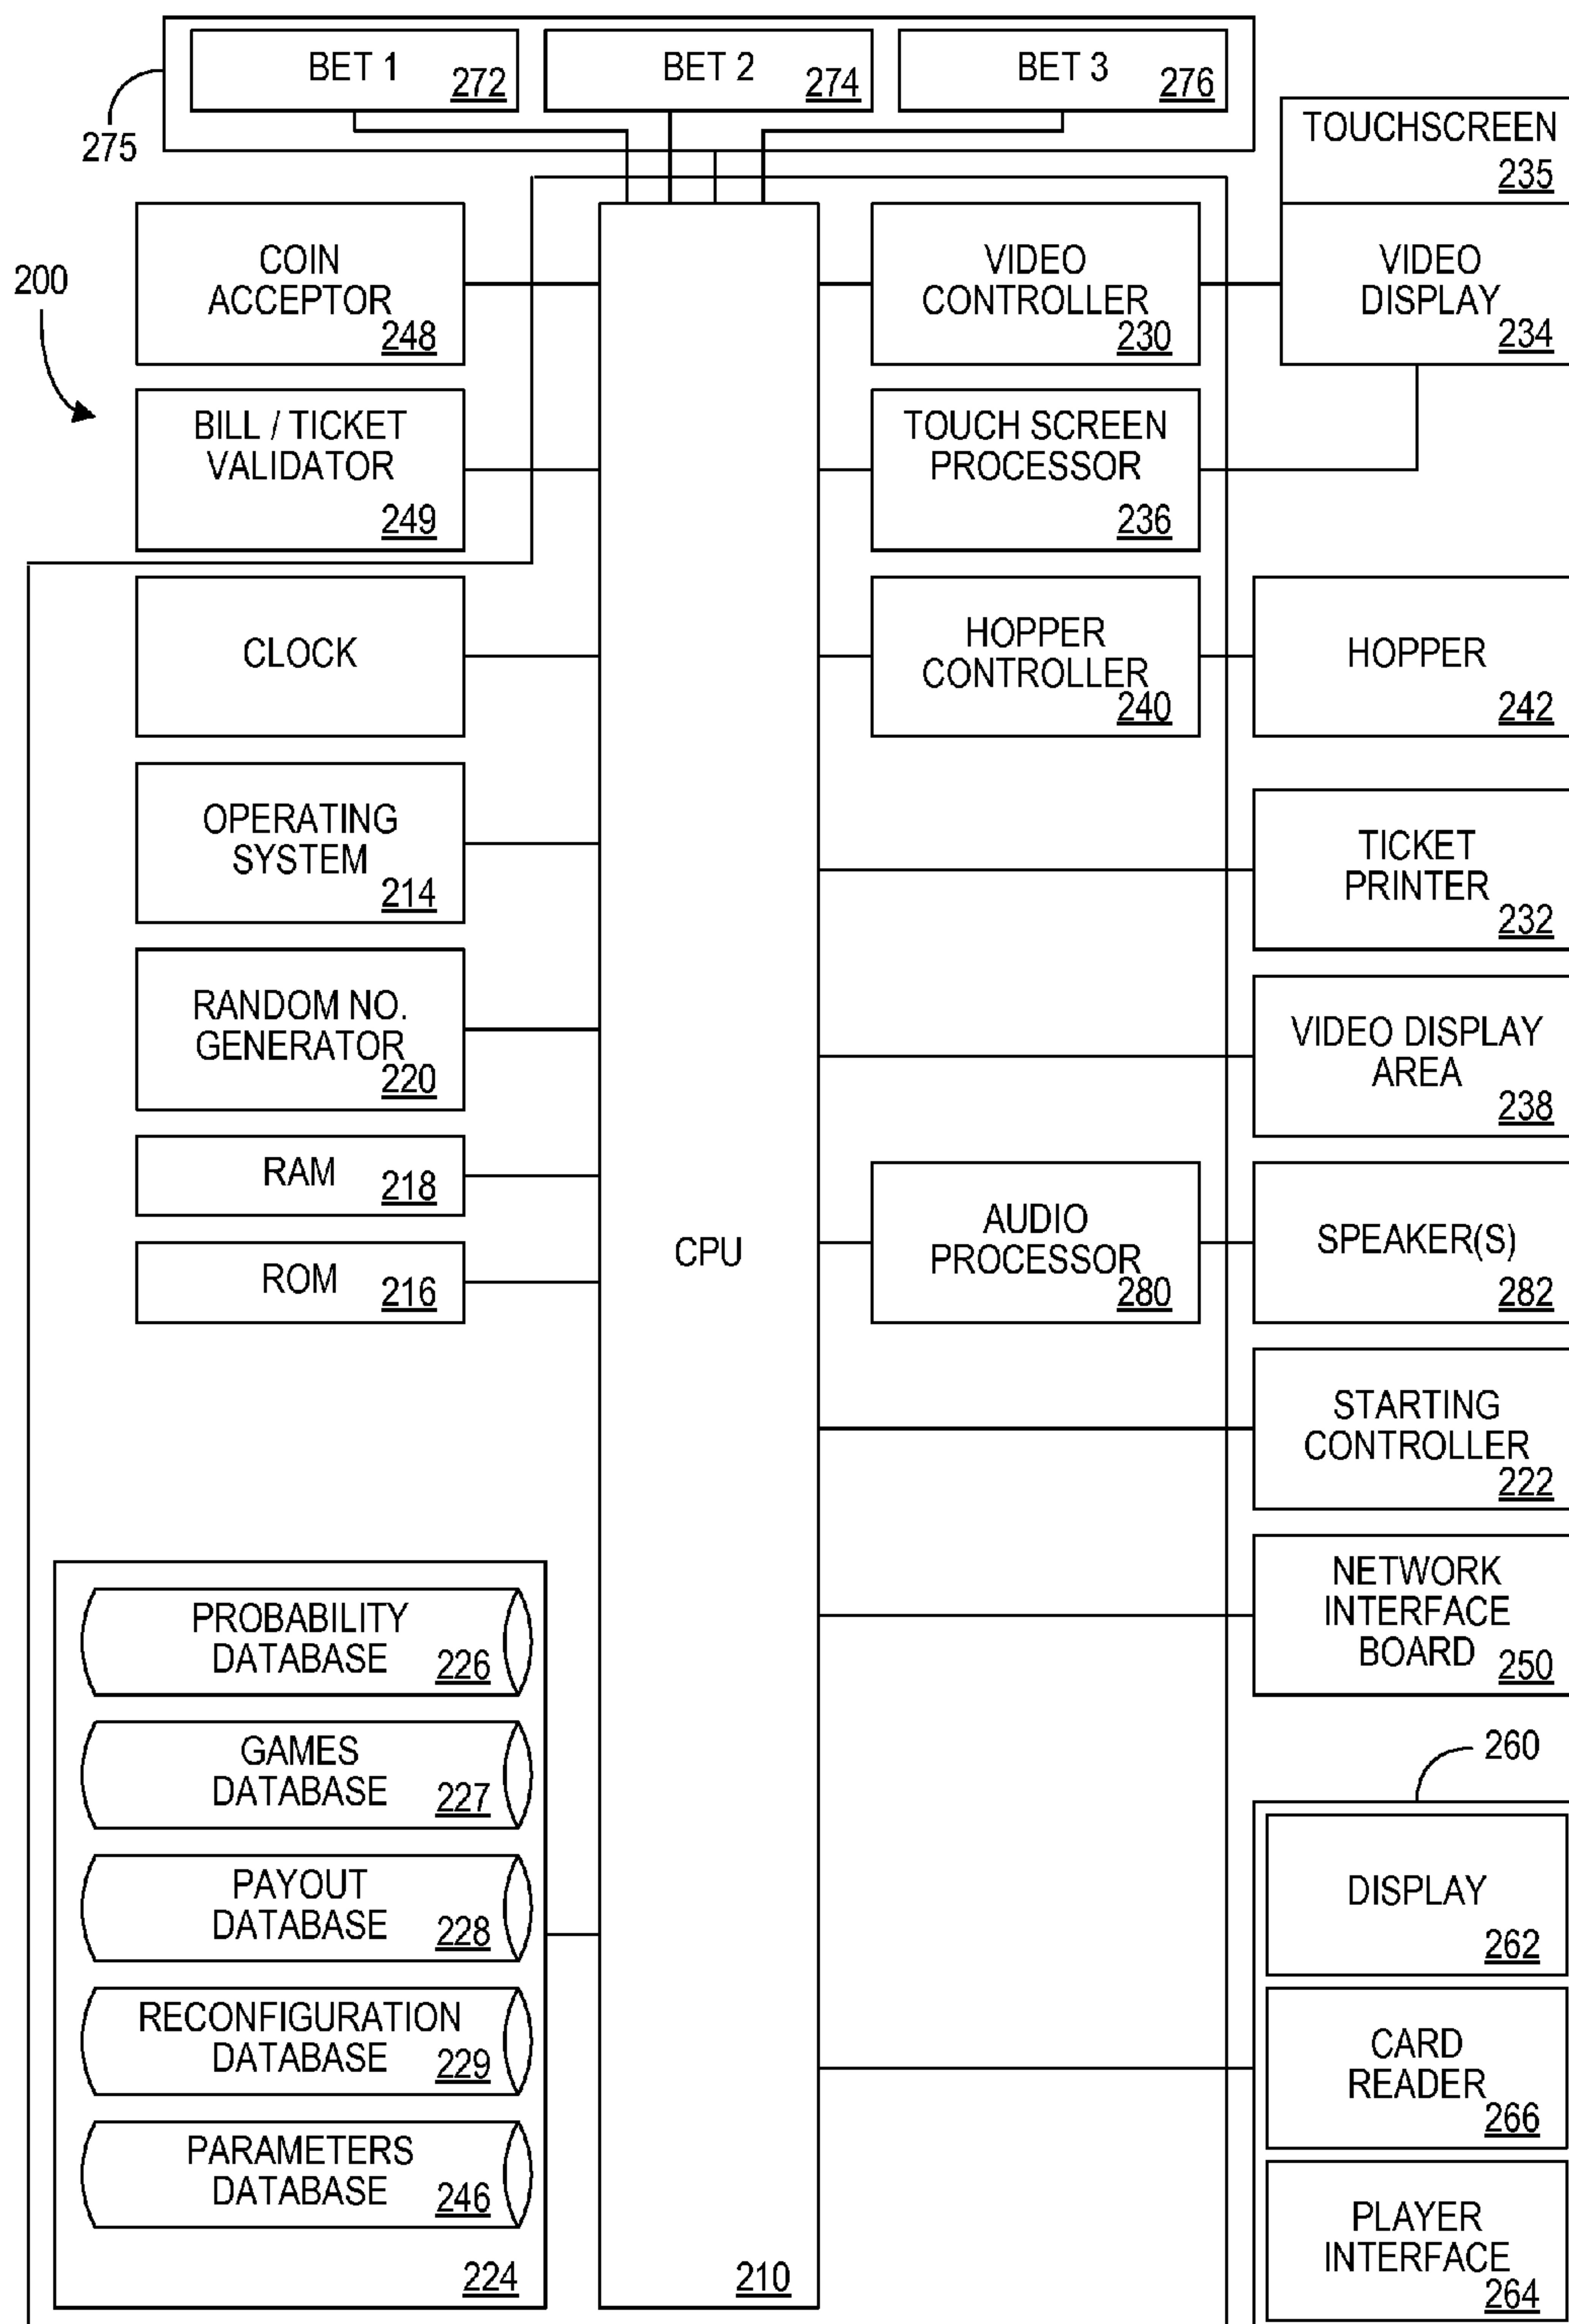 BET 1
272
BET 2
274
BET 3
276
275
TOUCHSCREEN
235
200
COIN
ACCEPTOR
248
VIDEO
CONTROLLER
230
VIDEO
DISPLAY
234
BILL / TICKET
VALIDATOR
249
TOUCH SCREEN
PROCESSOR
236
CLOCK
HOPPER
CONTROLLER
240
HOPPER
242
OPERATING
SYSTEM
214
TICKET
PRINTER
232
RANDOM NO.
GENERATOR
220
VIDEO DISPLAY
AREA
238
RAM
218
ROM
216
CPU
210
AUDIO
PROCESSOR
280
SPEAKER(S)
282
STARTING
CONTROLLER
222
NETWORK
INTERFACE
BOARD
250
PROBABILITY
DATABASE
226
GAMES
DATABASE
227
PAYOUT
DATABASE
228
RECONFIGURATION
DATABASE
229
PARAMETERS
DATABASE
246
224
260
DISPLAY
262
CARD
READER
266
PLAYER
INTERFACE
264